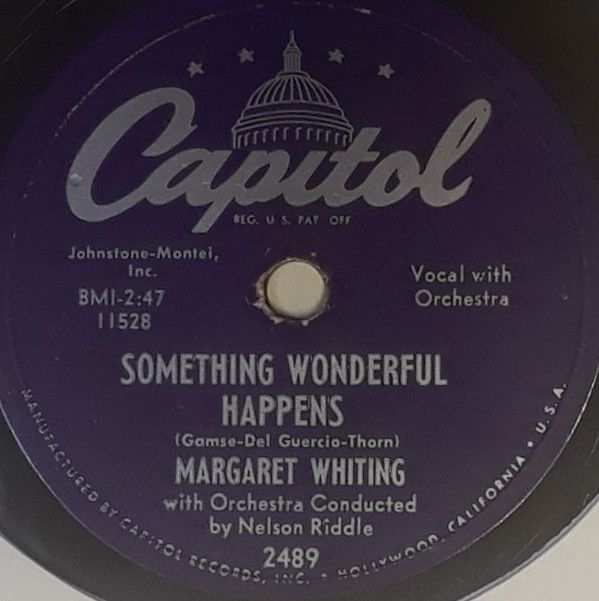 Capitol
REG. U.S. PAT OFF
Johnstone-Montei,
Inc.
BMI-2:47
11528
Vocal with
Orchestra
SOMETHING WONDERFUL
HAPPENS
(Gamse-Del Guercio-Thorn)
MARGARET WHITING
with Orchestra Conducted
by Nelson Riddle
2489
MANUFACTURED BY CAPITOL RECORDS, INC. • HOLLYWOOD, CALIFORNIA • U.S.A.